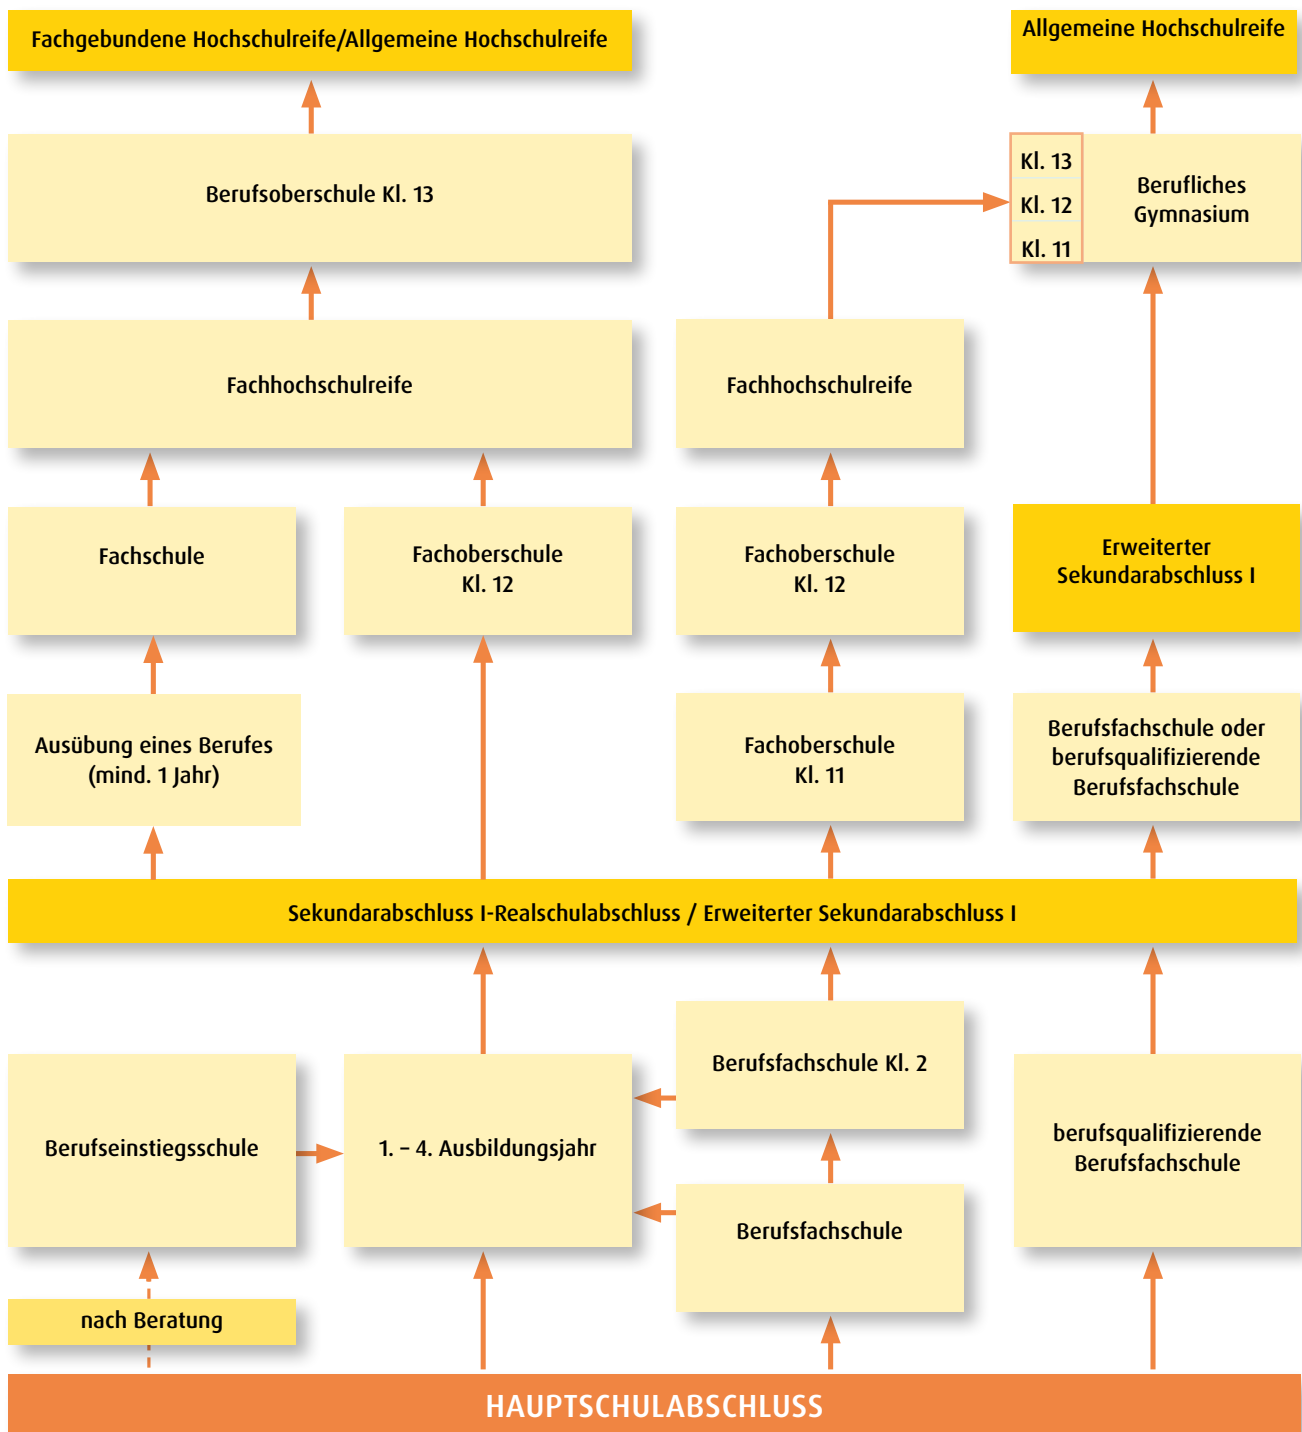 Fachgebundene Hochschulreife/Allgemeine Hochschulreife
Allgemeine Hochschulreife
Berufsoberschule Kl. 13
Kl. 13
Kl. 12
Kl. 11
Berufliches
Gymnasium
Fachhochschulreife
Fachhochschulreife
Fachschule
Fachoberschule
Kl. 12
Fachoberschule
Kl. 12
Erweiterter
Sekundarabschluss I
Ausübung eines Berufes
(mind. 1 Jahr)
Fachoberschule
Kl. 11
Berufsfachschule oder
berufsqualifizierende
Berufsfachschule
Sekundarabschluss I-Realschulabschluss / Erweiterter Sekundarabschluss I
Berufseinstiegsschule
1. – 4. Ausbildungsjahr
Berufsfachschule Kl. 2
Berufsfachschule
berufsqualifizierende
Berufsfachschule
nach Beratung
HAUPTSCHULABSCHLUSS